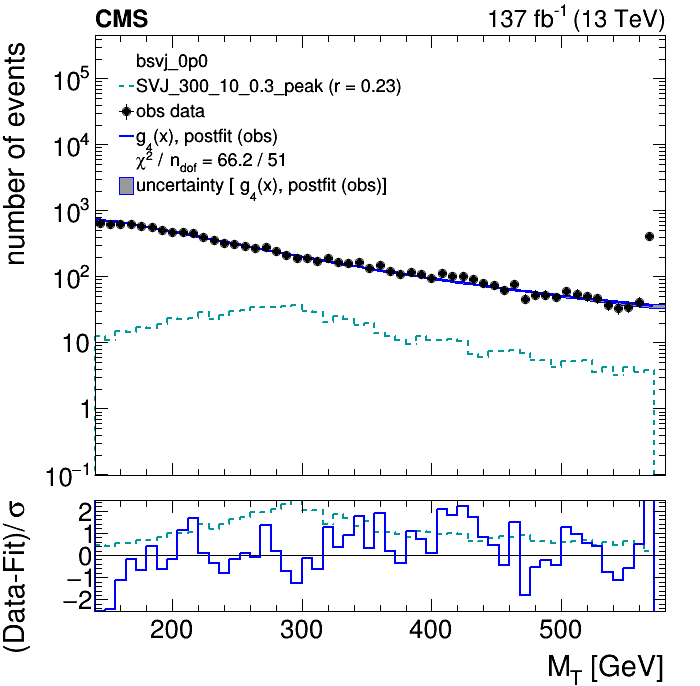 CMS 137 fb⁻¹ (13 TeV)
bsvj_0p0
SVJ_300_10_0.3_peak (r = 0.23)
obs data
g₄(x), postfit (obs)
χ² / n_dof = 66.2 / 51
uncertainty [ g₄(x), postfit (obs)]
number of events
10⁵
10⁴
10³
10²
10
1
10⁻¹
(Data-Fit)/ σ
2
1
0
−1
−2
200 300 400 500
M_T [GeV]